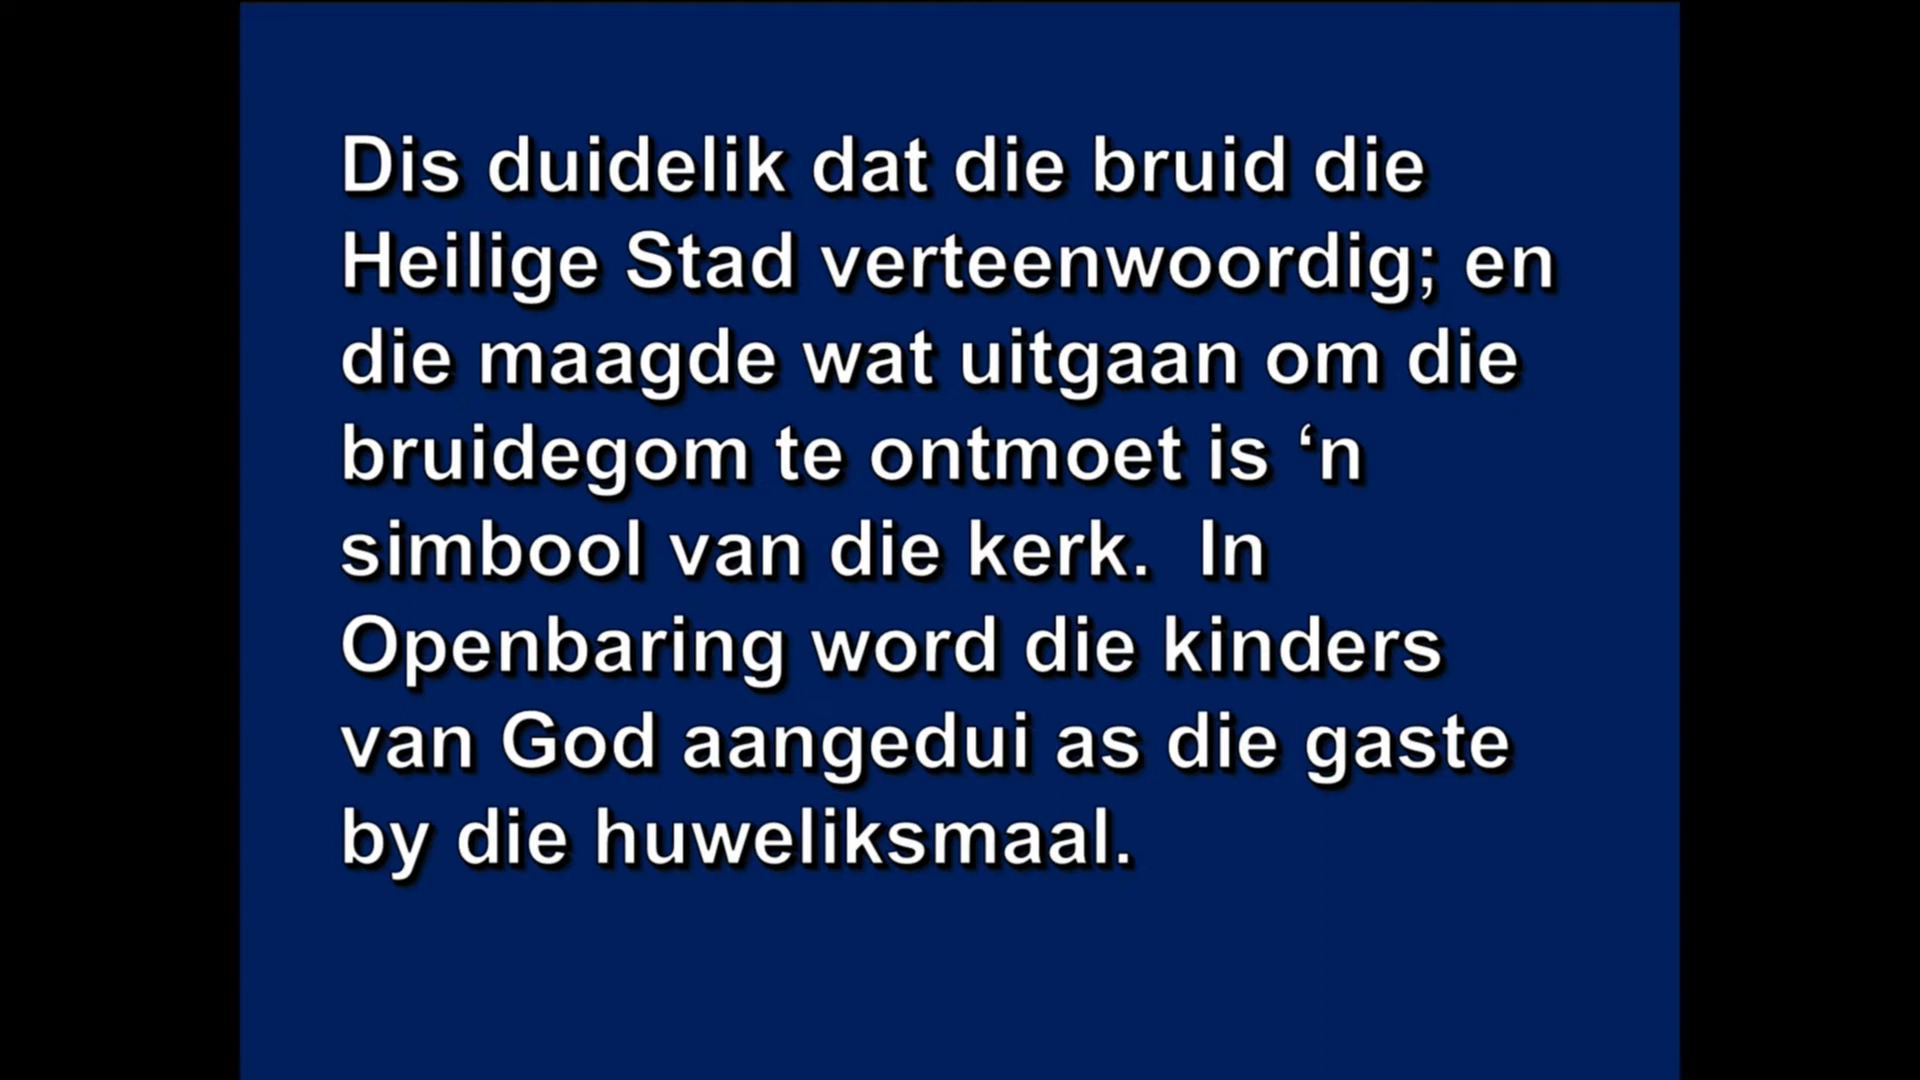 Dis duidelik dat die bruid die
Heilige Stad verteenwoordig; en
die maagde wat uitgaan om die
bruidegom te ontmoet is ‘n
simbool van die kerk.  In
Openbaring word die kinders
van God aangedui as die gaste
by die huweliksmaal.